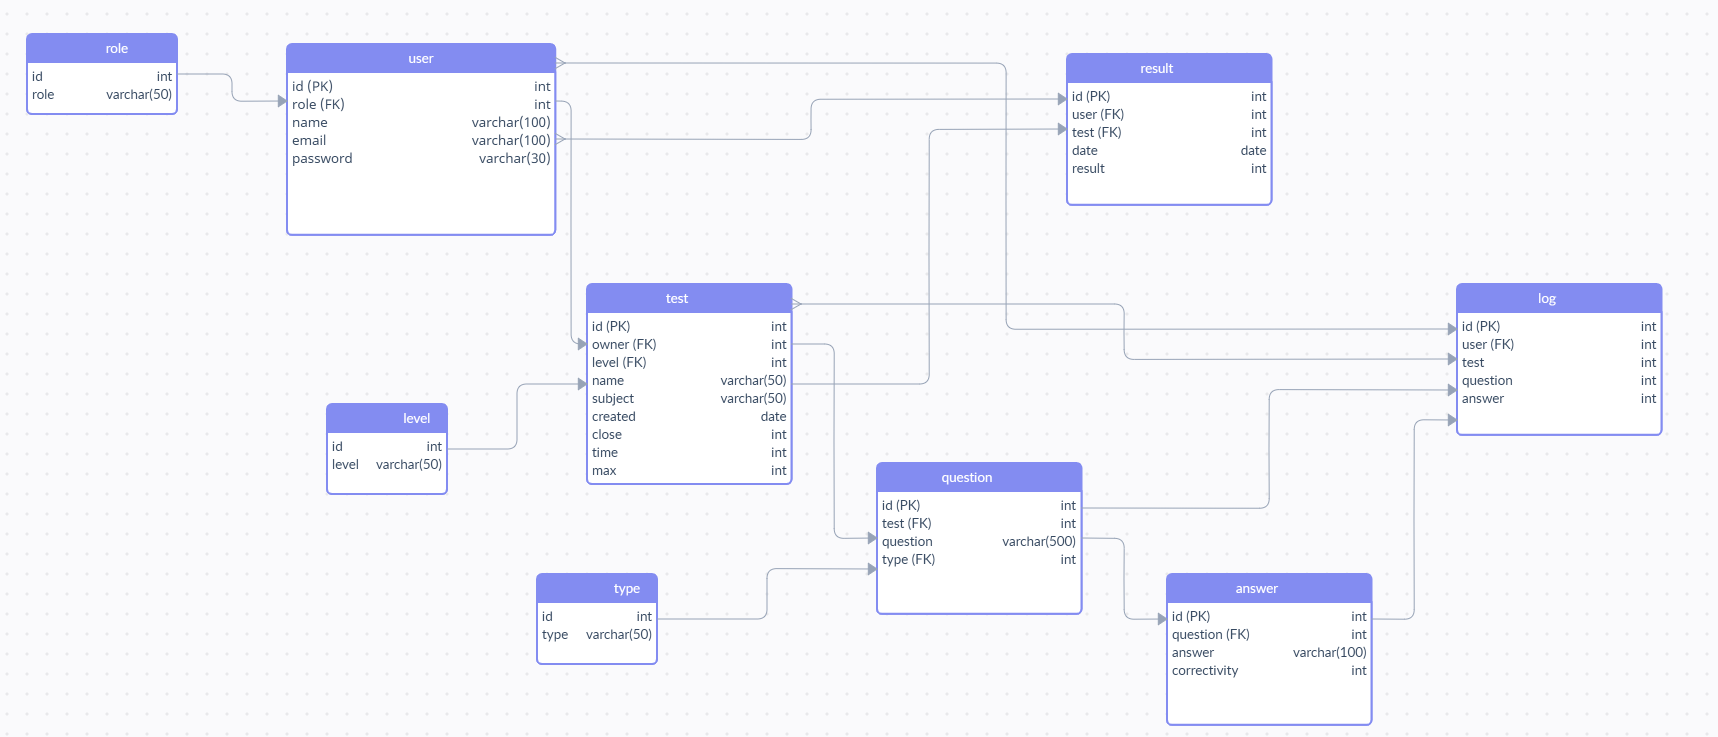 role
id int
role varchar(50)
user
id (PK) int
role (FK) int
name varchar(100)
email varchar(100)
password varchar(30)
result
id (PK) int
user (FK) int
test (FK) int
date date
result int
test
id (PK) int
owner (FK) int
level (FK) int
name varchar(50)
subject varchar(50)
created date
close int
time int
max int
log
id (PK) int
user (FK) int
test int
question int
answer int
level
id int
level varchar(50)
question
id (PK) int
test (FK) int
question varchar(500)
type (FK) int
type
id int
type varchar(50)
answer
id (PK) int
question (FK) int
answer varchar(100)
correctivity int